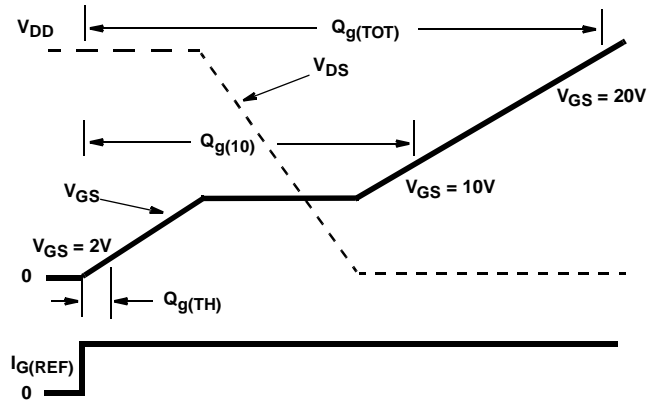 V_DD
Q_g(TOT)
V_DS
V_GS = 20V
Q_g(10)
V_GS = 10V
V_GS
V_GS = 2V
0
Q_g(TH)
I_G(REF)
0